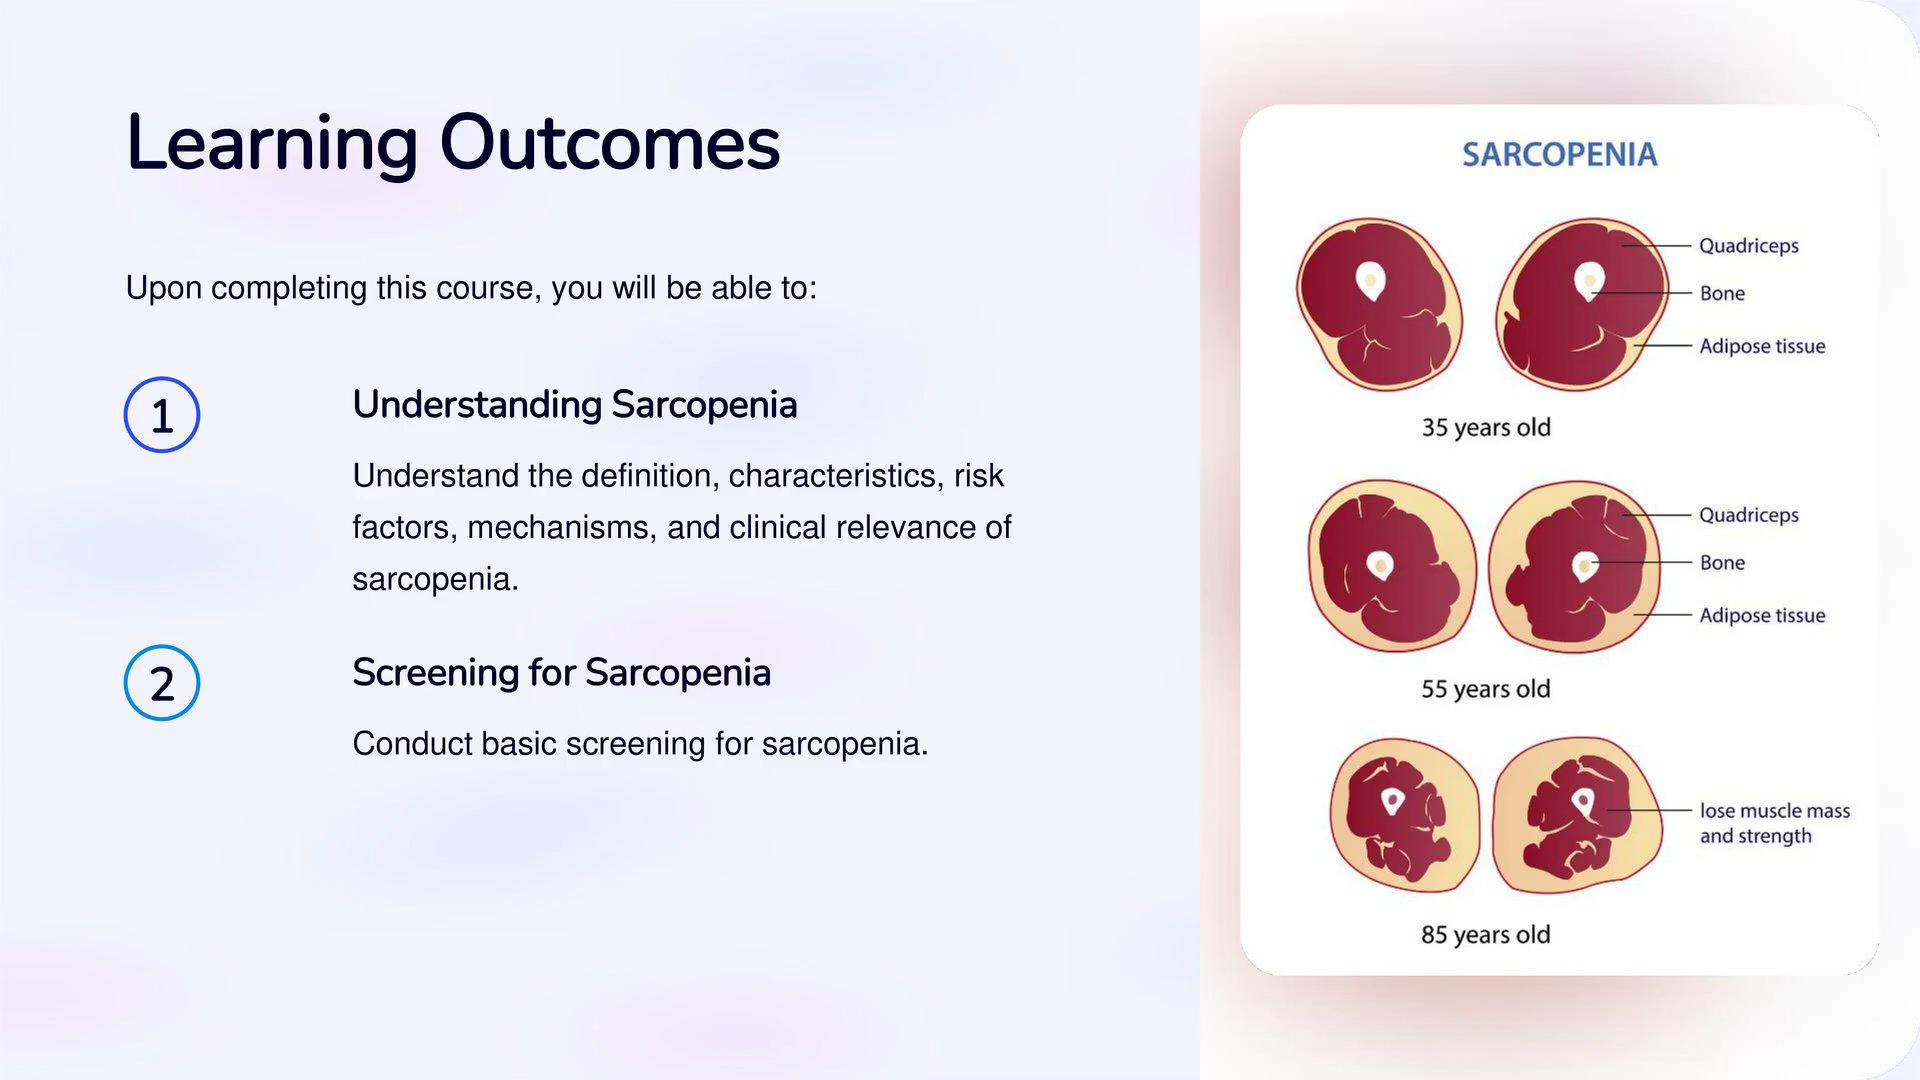 Learning Outcomes
Upon completing this course, you will be able to:
1
Understanding Sarcopenia
Understand the definition, characteristics, risk
factors, mechanisms, and clinical relevance of
sarcopenia.
2
Screening for Sarcopenia
Conduct basic screening for sarcopenia.
SARCOPENIA
Quadriceps
Bone
Adipose tissue
35 years old
Quadriceps
Bone
Adipose tissue
55 years old
lose muscle mass
and strength
85 years old